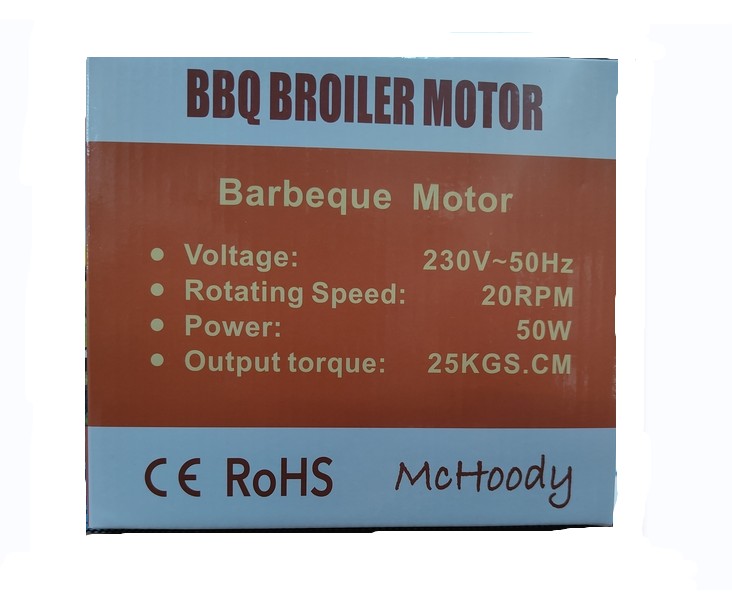 BBQ BROILER MOTOR
Barbeque Motor
• Voltage: 230V~50Hz
• Rotating Speed: 20RPM
• Power: 50W
• Output torque: 25KGS.CM
CE RoHS McHoody